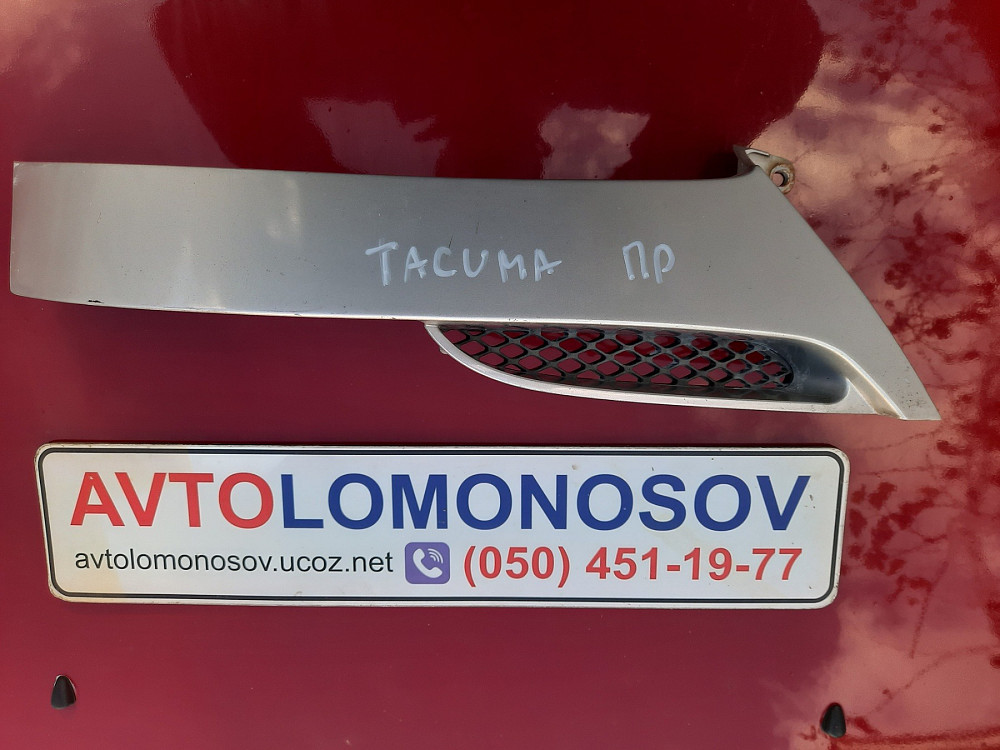 TACUMA ПР
AVTOLOMONOSOV
avtolomonosov.ucoz.net (050) 451-19-77